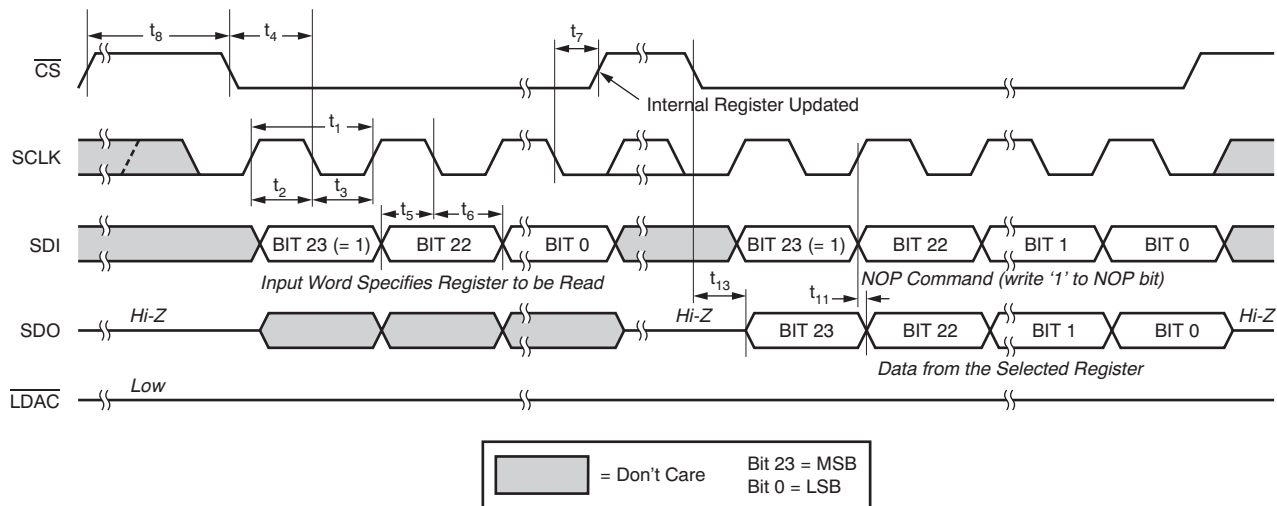 t8
t4
t7
CS
Internal Register Updated
t1
SCLK
t2
t3
t5
t6
SDI
BIT 23 (= 1)
BIT 22
BIT 0
BIT 23 (= 1)
BIT 22
BIT 1
BIT 0
Input Word Specifies Register to be Read
NOP Command (write ‘1’ to NOP bit)
t13
t11
SDO
Hi-Z
Hi-Z
BIT 23
BIT 22
BIT 1
BIT 0
Hi-Z
Data from the Selected Register
LDAC
Low
= Don't Care
Bit 23 = MSB
Bit 0 = LSB